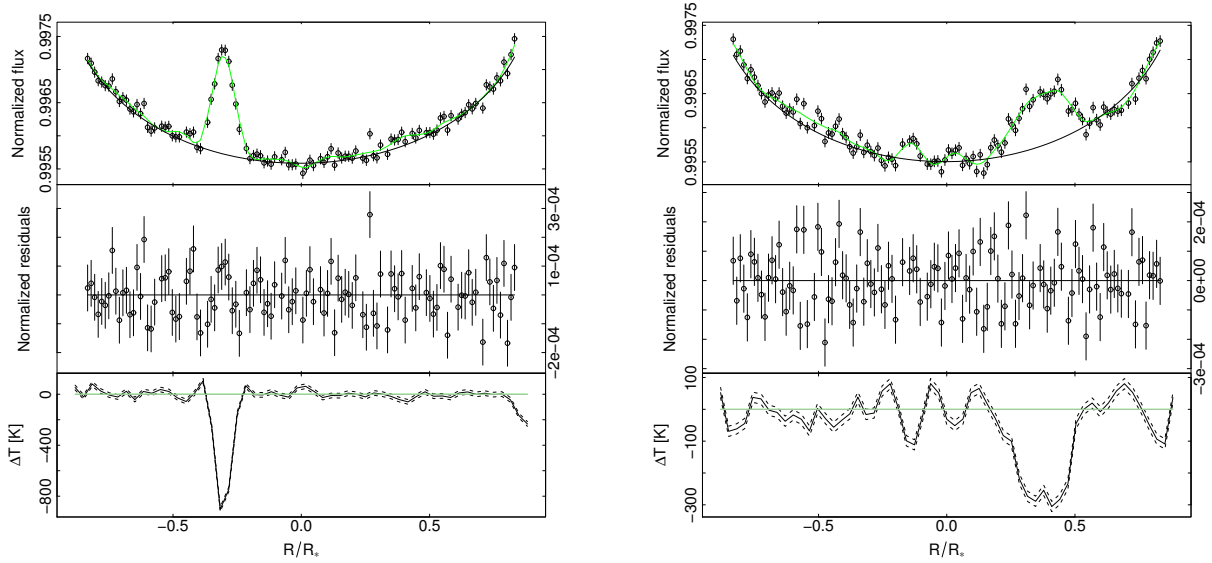 Normalized flux
0.9975
0.9965
0.9955
Normalized residuals
3e−04
1e−04
−2e−04
ΔT [K]
0
−400
−800
−0.5
0.0
0.5
R/R*
Normalized flux
0.9975
0.9965
0.9955
Normalized residuals
2e−04
0e+00
−3e−04
ΔT [K]
100
−100
−300
−0.5
0.0
0.5
R/R*